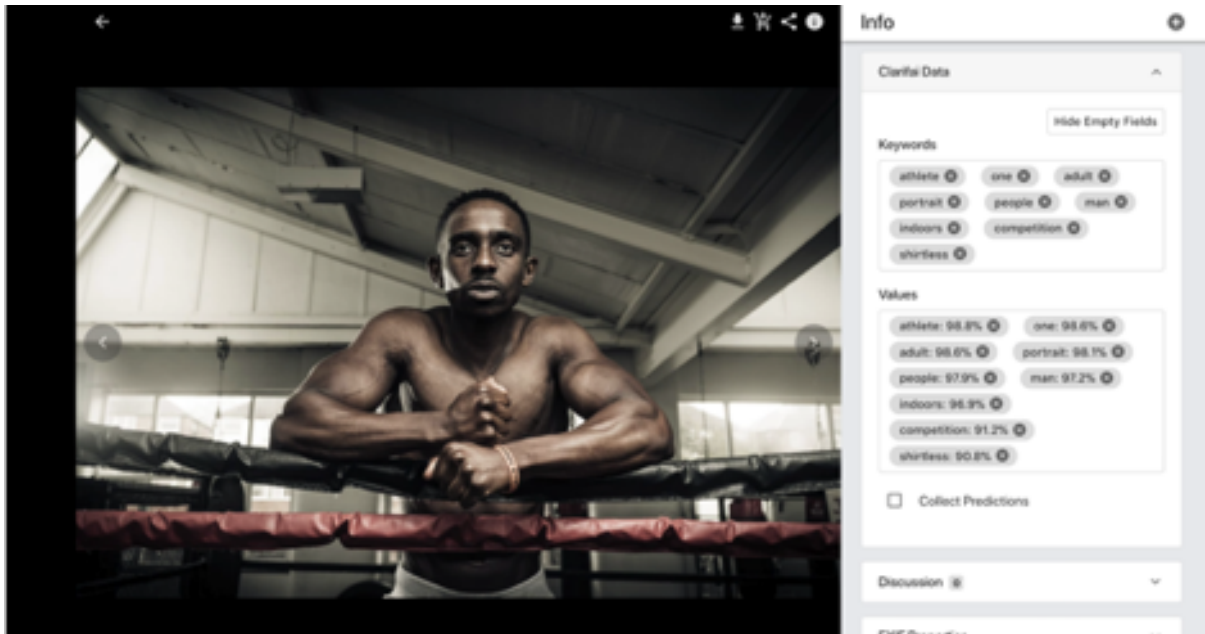 Info
Clarifai Data
Hide Empty Fields
Keywords
athlete one adult
portrait people man
indoors competition
shirtless
Values
athlete: 98.8% one: 98.6%
adult: 98.6% portrait: 98.1%
people: 97.9% man: 97.2%
indoors: 96.9%
competition: 91.2%
shirtless: 90.8%
Collect Predictions
Discussion 0